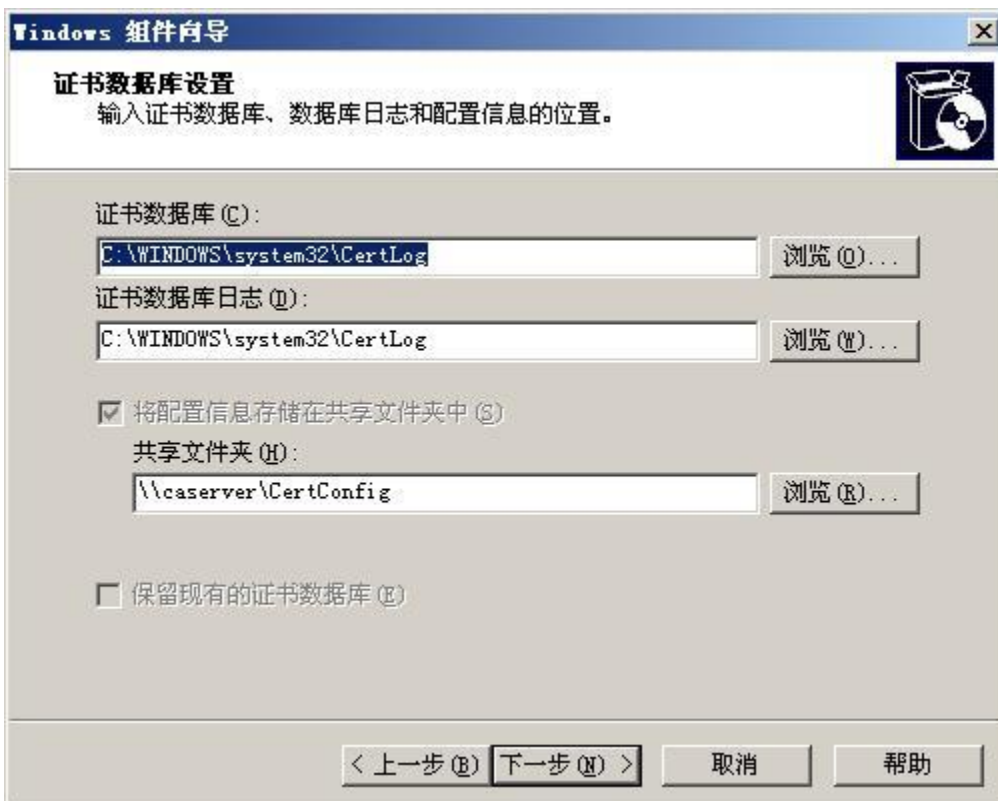 Windows 组件向导
证书数据库设置
输入证书数据库、数据库日志和配置信息的位置。
证书数据库(C):
C:\WINDOWS\system32\CertLog
浏览(O)...
证书数据库日志(D):
C:\WINDOWS\system32\CertLog
浏览(W)...
将配置信息存储在共享文件夹中(S)
共享文件夹(H):
\\caserver\CertConfig
浏览(R)...
保留现有的证书数据库(E)
< 上一步(B) 下一步(N) > 取消 帮助